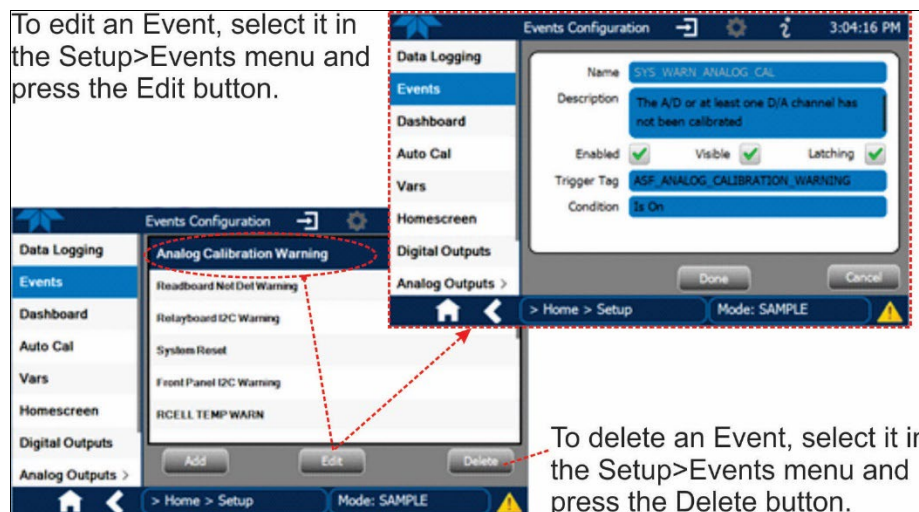 To edit an Event, select it in
the Setup>Events menu and
press the Edit button.
Events Configuration
3:04:16 PM
Data Logging
Events
Dashboard
Auto Cal
Vars
Homescreen
Digital Outputs
Analog Outputs >
Name SYS_WARN_ANALOG_CAL
Description The A/D or at least one D/A channel has
not been calibrated
Enabled Visible Latching
Trigger Tag ASF_ANALOG_CALIBRATION_WARNING
Condition Is On
Done Cancel
> Home > Setup Mode: SAMPLE
Events Configuration
Data Logging
Events
Dashboard
Auto Cal
Vars
Homescreen
Digital Outputs
Analog Outputs >
Analog Calibration Warning
Readboard Not Det Warning
Relayboard I2C Warning
System Reset
Front Panel I2C Warning
RCELL TEMP WARN
Add Edit Delete
> Home > Setup Mode: SAMPLE
To delete an Event, select it in
the Setup>Events menu and
press the Delete button.